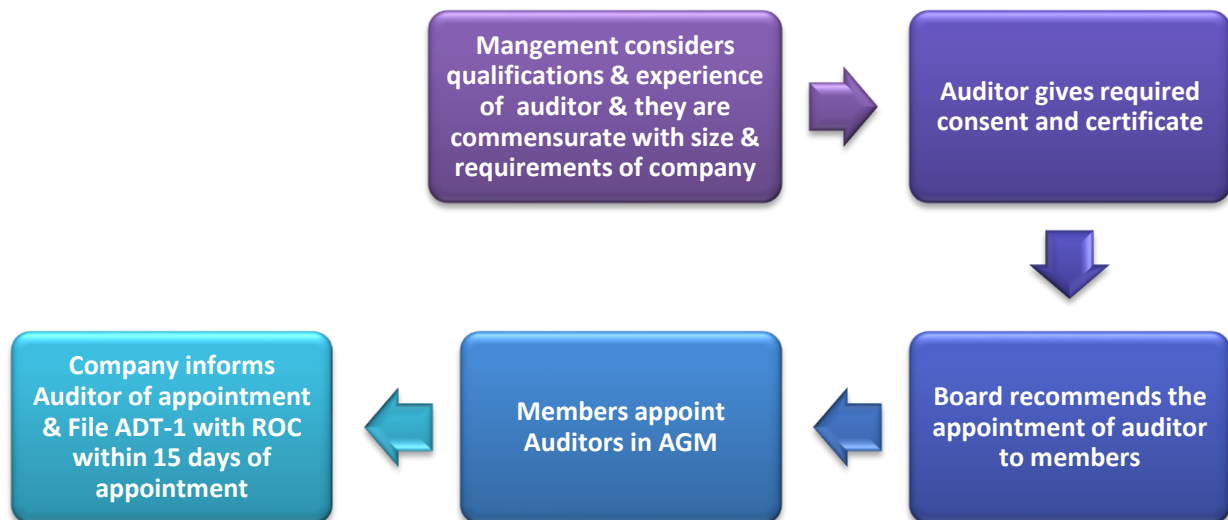 Mangement considers
qualifications & experience
of auditor & they are
commensurate with size &
requirements of company
Auditor gives required
consent and certificate
Board recommends the
appointment of auditor
to members
Members appoint
Auditors in AGM
Company informs
Auditor of appointment
& File ADT-1 with ROC
within 15 days of
appointment